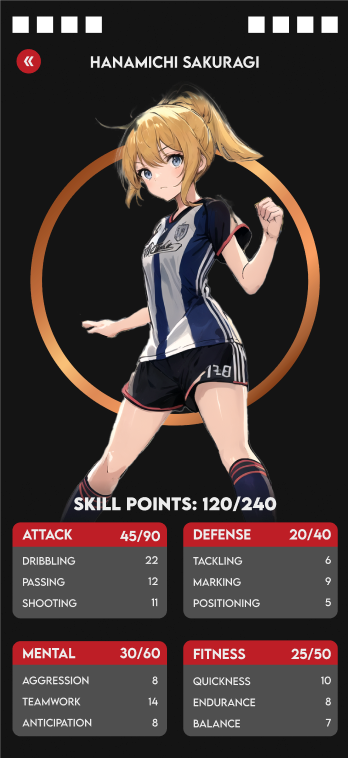 «
HANAMICHI SAKURAGI
128
SKILL POINTS: 120/240
ATTACK 45/90
DRIBBLING 22
PASSING 12
SHOOTING 11
DEFENSE 20/40
TACKLING 6
MARKING 9
POSITIONING 5
MENTAL 30/60
AGGRESSION 8
TEAMWORK 14
ANTICIPATION 8
FITNESS 25/50
QUICKNESS 10
ENDURANCE 8
BALANCE 7